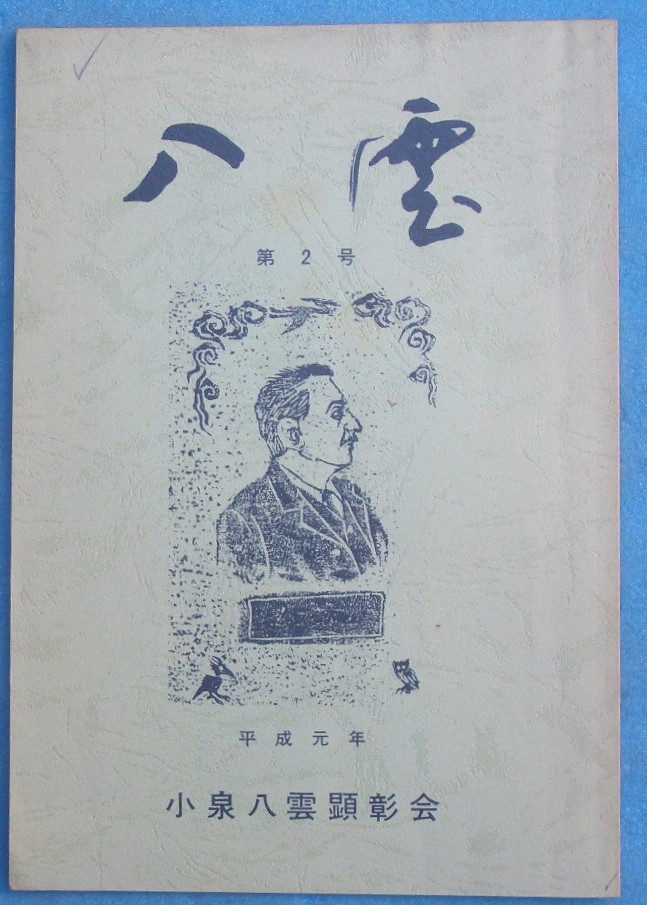 八雲
第2号
平成元年
小泉八雲顕彰会